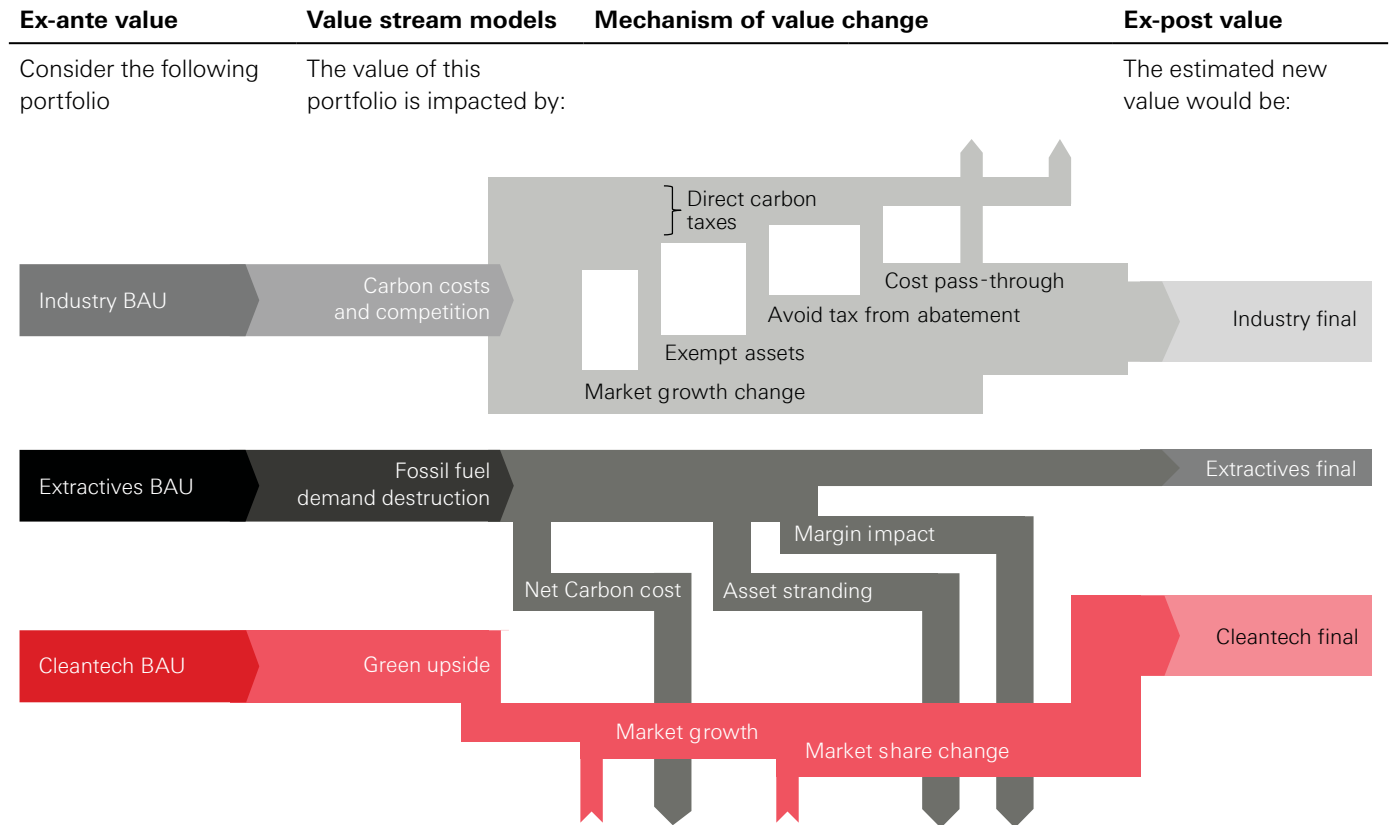 Ex-ante value
Value stream models
Mechanism of value change
Ex-post value
Consider the following
portfolio
The value of this
portfolio is impacted by:
The estimated new
value would be:
Direct carbon
taxes
Industry BAU
Carbon costs
and competition
Cost pass-through
Avoid tax from abatement
Exempt assets
Market growth change
Industry final
Extractives BAU
Fossil fuel
demand destruction
Extractives final
Margin impact
Net Carbon cost
Asset stranding
Cleantech BAU
Green upside
Market growth
Market share change
Cleantech final